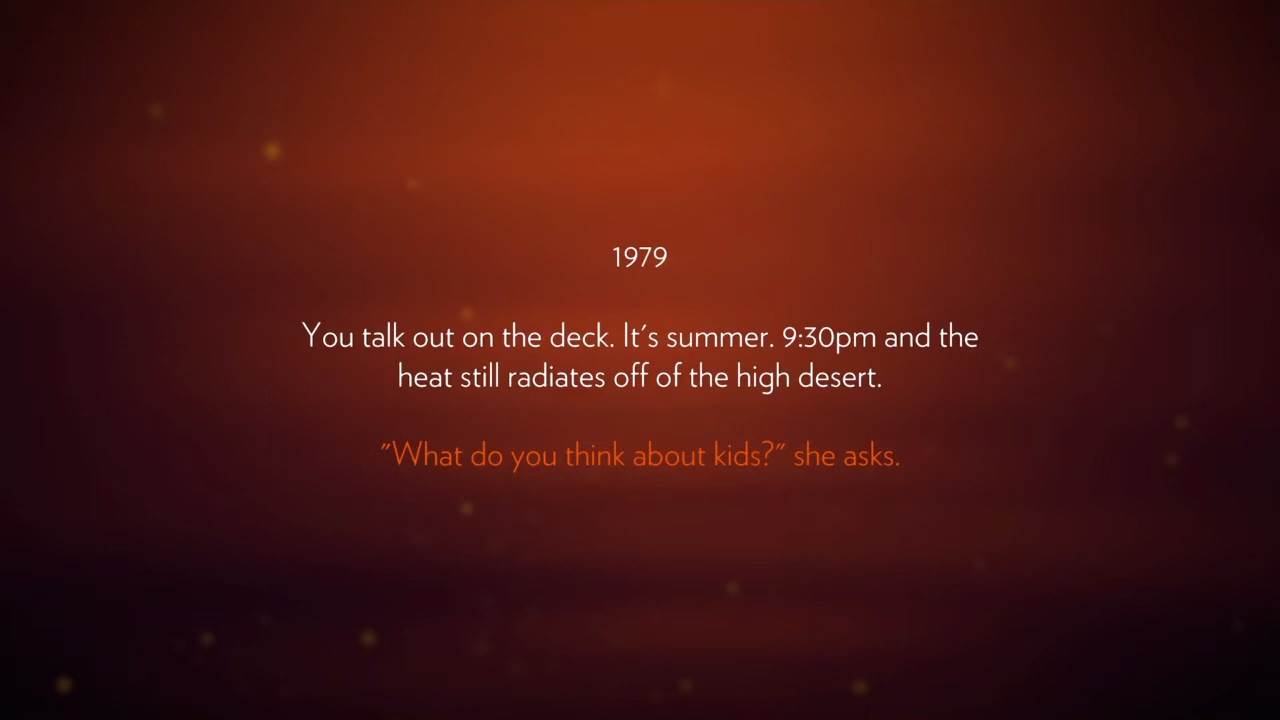 1979
You talk out on the deck. It's summer. 9:30pm and the
heat still radiates off of the high desert.
"What do you think about kids?" she asks.